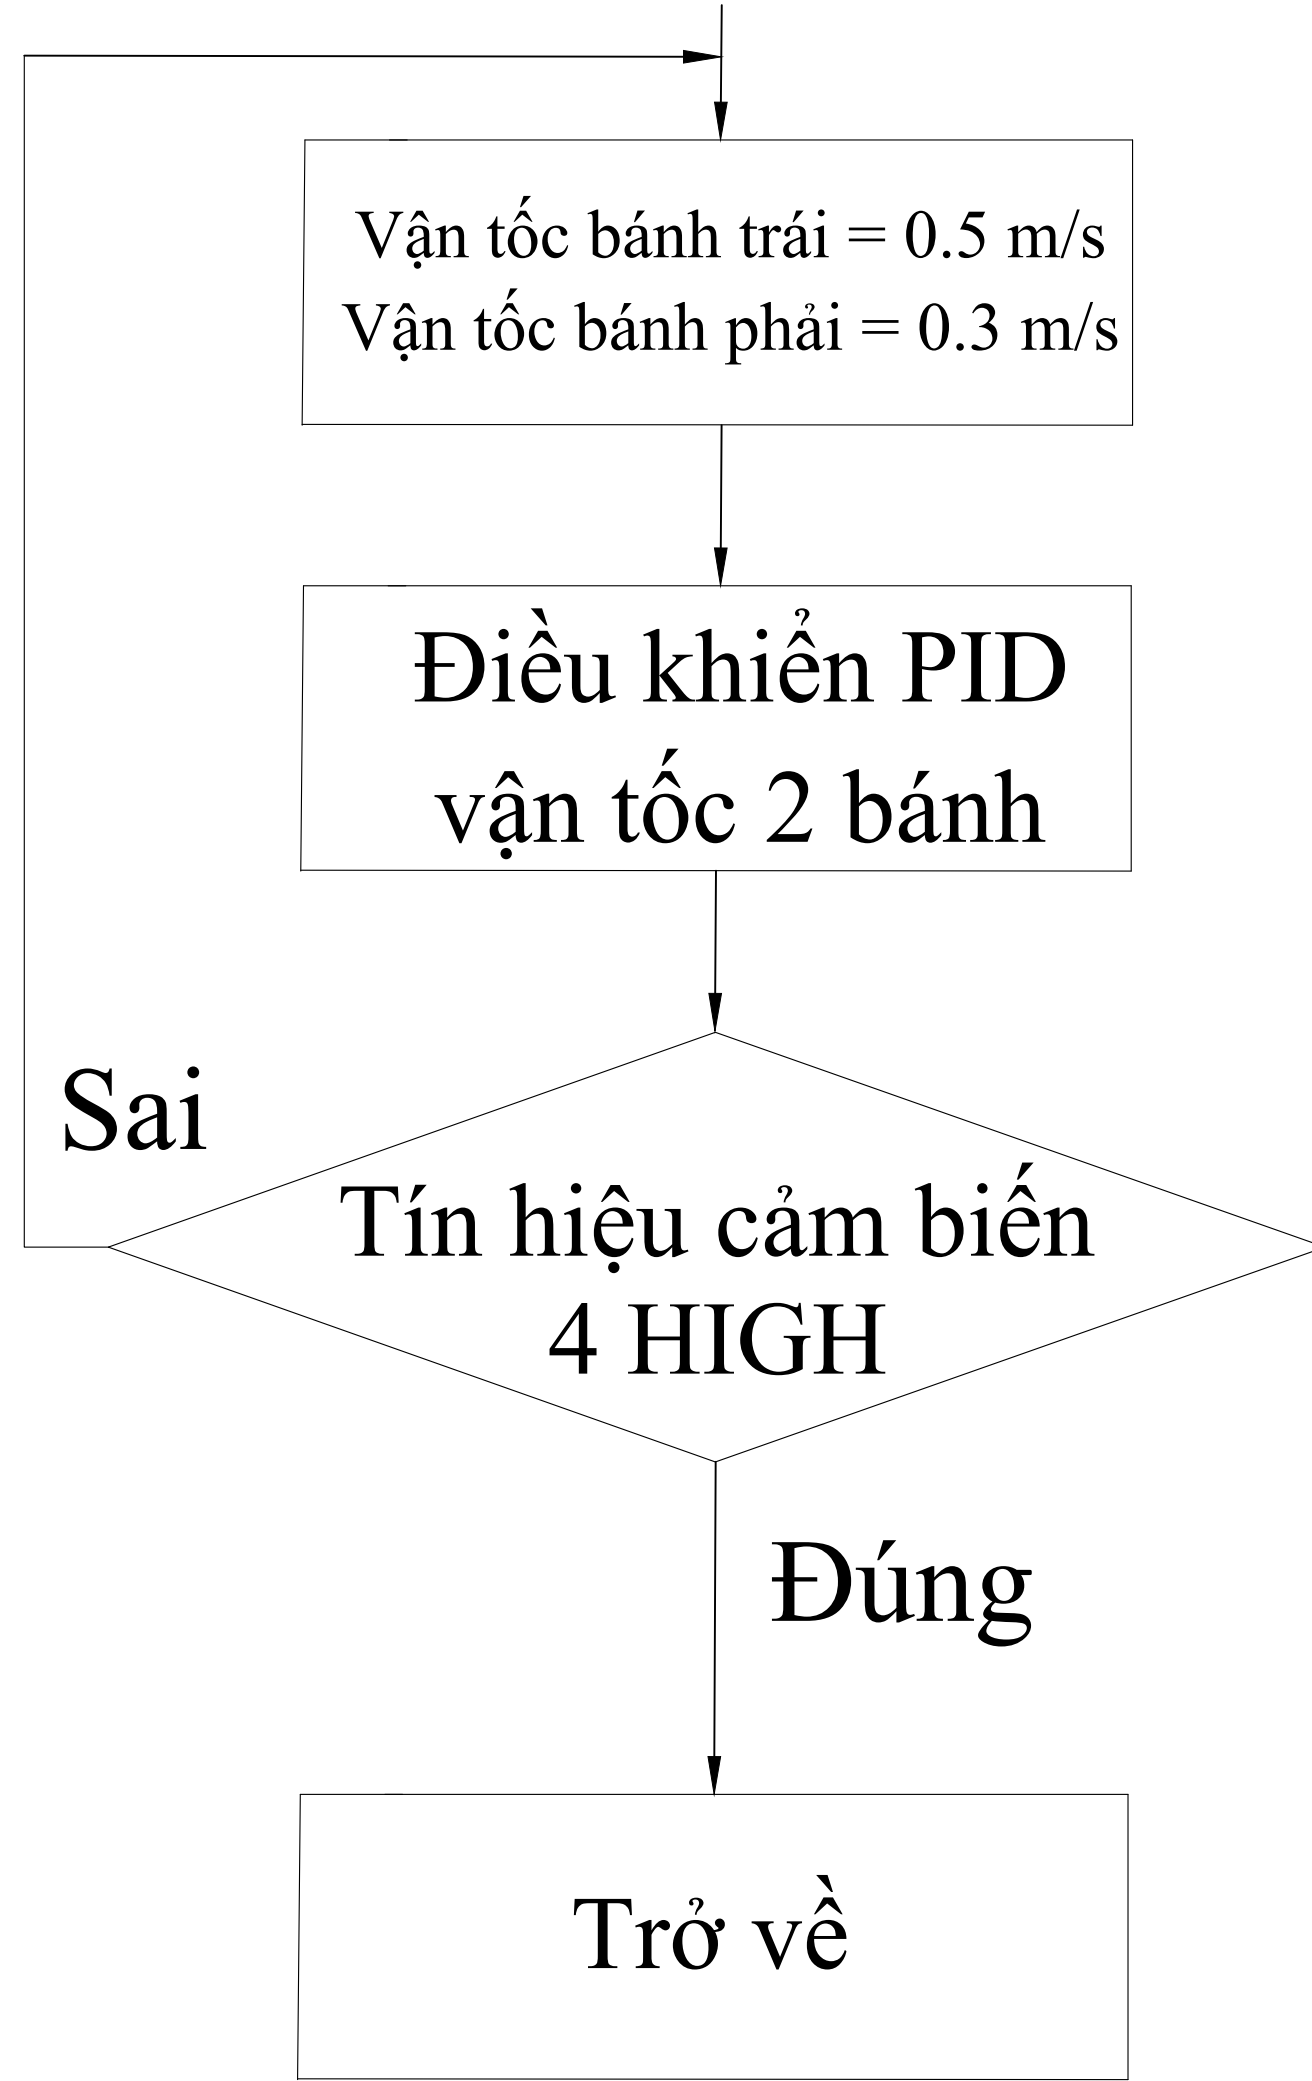 Vận tốc bánh trái = 0.5 m/s
Vận tốc bánh phải = 0.3 m/s
Điều khiển PID
vận tốc 2 bánh
Sai
Tín hiệu cảm biến
4 HIGH
Đúng
Trở về